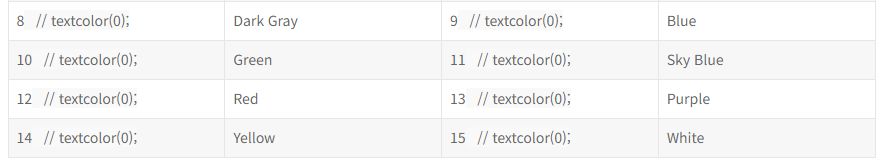 8 // textcolor(0); Dark Gray 9 // textcolor(0); Blue
10 // textcolor(0); Green 11 // textcolor(0); Sky Blue
12 // textcolor(0); Red 13 // textcolor(0); Purple
14 // textcolor(0); Yellow 15 // textcolor(0); White